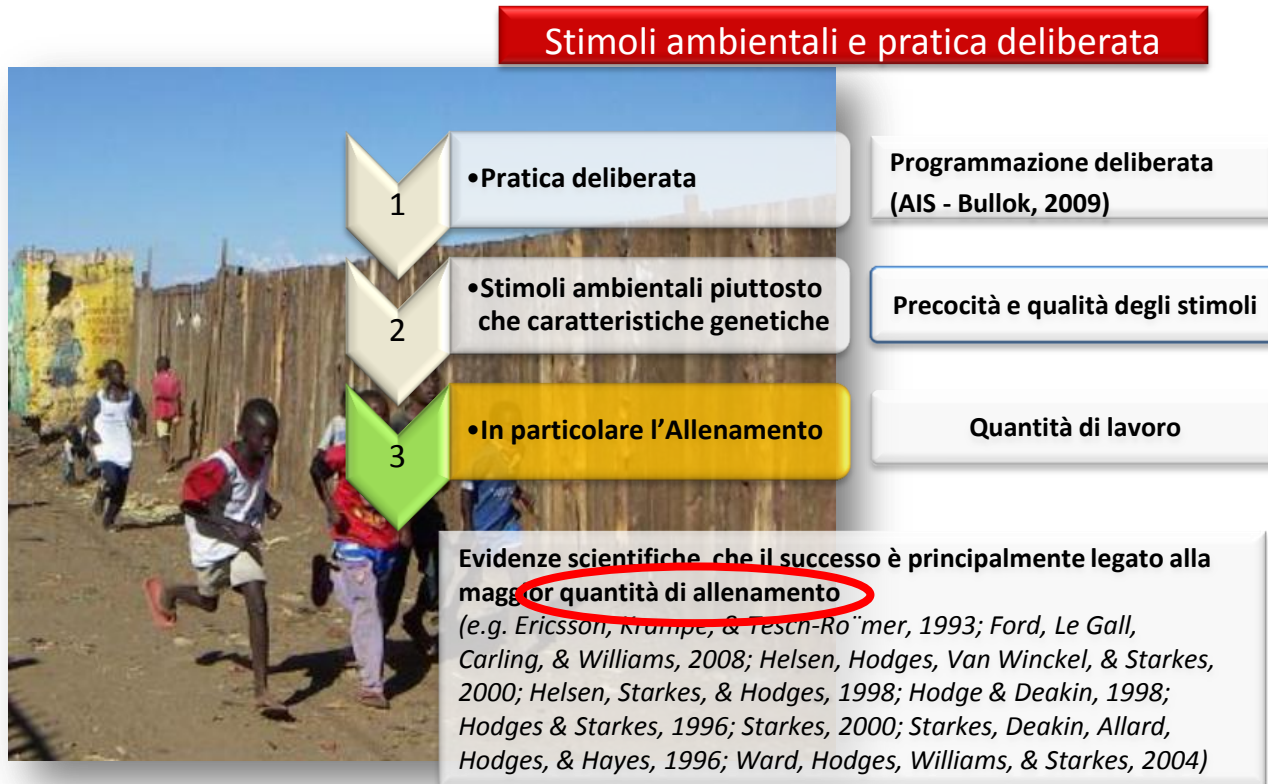 Stimoli ambientali e pratica deliberata
1
•Pratica deliberata
Programmazione deliberata
(AIS - Bullok, 2009)
2
•Stimoli ambientali piuttosto
che caratteristiche genetiche
Precocità e qualità degli stimoli
3
•In particolare l'Allenamento
Quantità di lavoro
Evidenze scientifiche che il successo è principalmente legato alla
maggior quantità di allenamento
(e.g. Ericsson, Krampe, & Tesch-Ro¨mer, 1993; Ford, Le Gall,
Carling, & Williams, 2008; Helsen, Hodges, Van Winckel, & Starkes,
2000; Helsen, Starkes, & Hodges, 1998; Hodge & Deakin, 1998;
Hodges & Starkes, 1996; Starkes, 2000; Starkes, Deakin, Allard,
Hodges, & Hayes, 1996; Ward, Hodges, Williams, & Starkes, 2004)